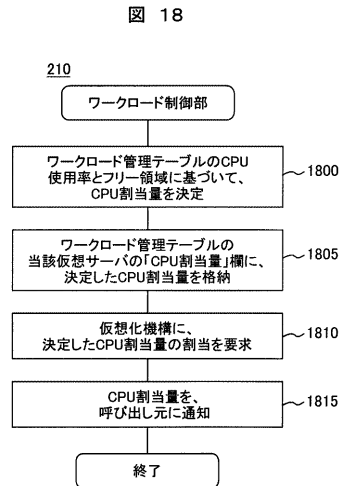 図 18
210
ワークロード制御部
ワークロード管理テーブルのCPU
使用率とフリー領域に基づいて、
CPU割当量を決定
1800
ワークロード管理テーブルの
当該仮想サーバの「CPU割当量」欄に、
決定したCPU割当量を格納
1805
仮想化機構に、
決定したCPU割当量の割当を要求
1810
CPU割当量を、
呼び出し元に通知
1815
終了